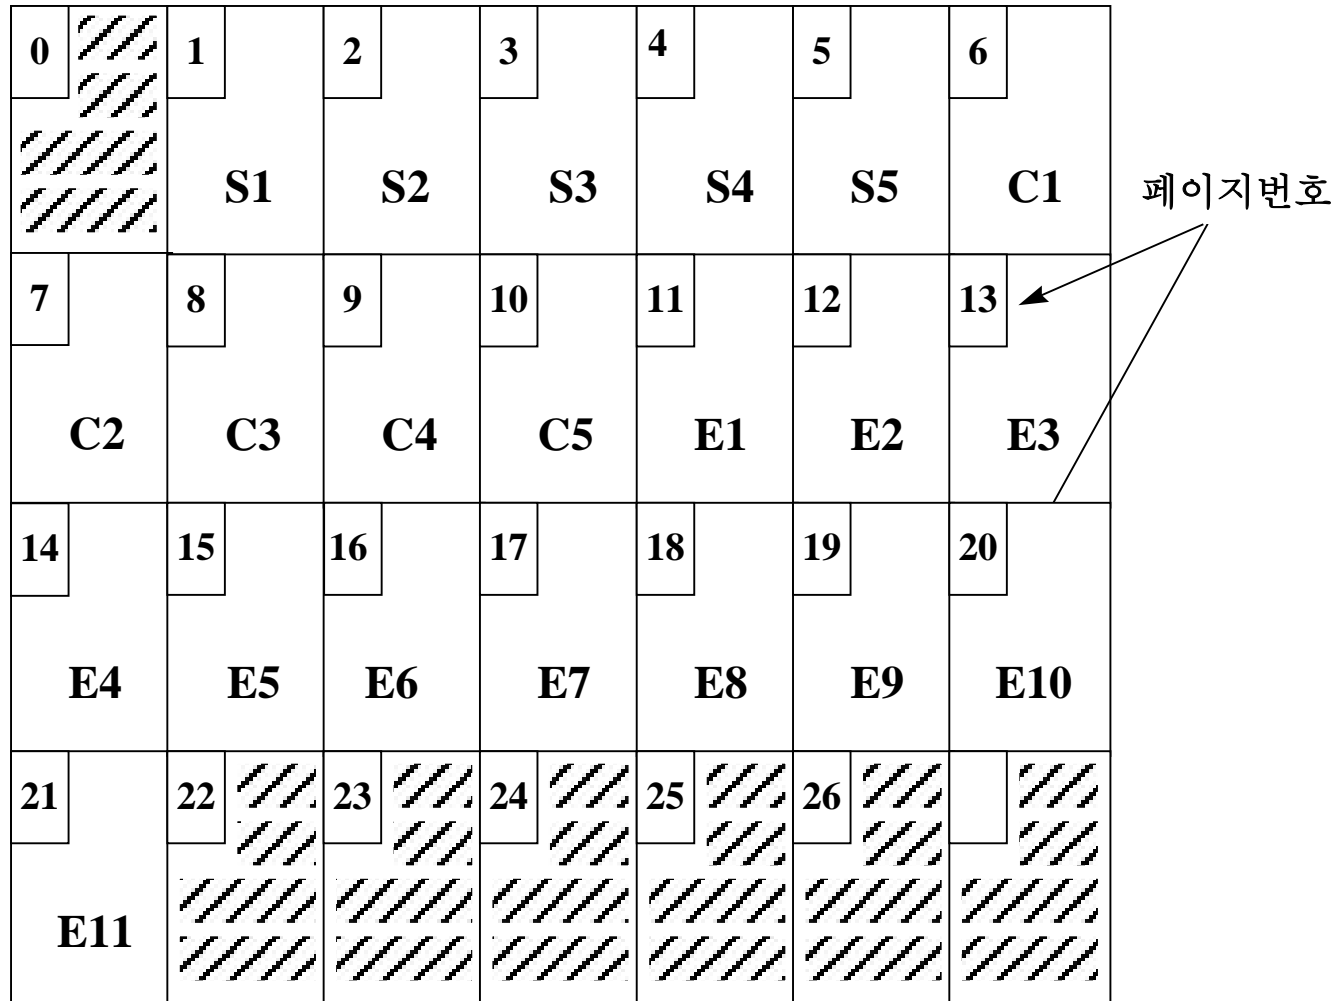 0 1 2 3 4 5 6
S1 S2 S3 S4 S5 C1
페이지번호
7 8 9 10 11 12 13
C2 C3 C4 C5 E1 E2 E3
14 15 16 17 18 19 20
E4 E5 E6 E7 E8 E9 E10
21 22 23 24 25 26
E11